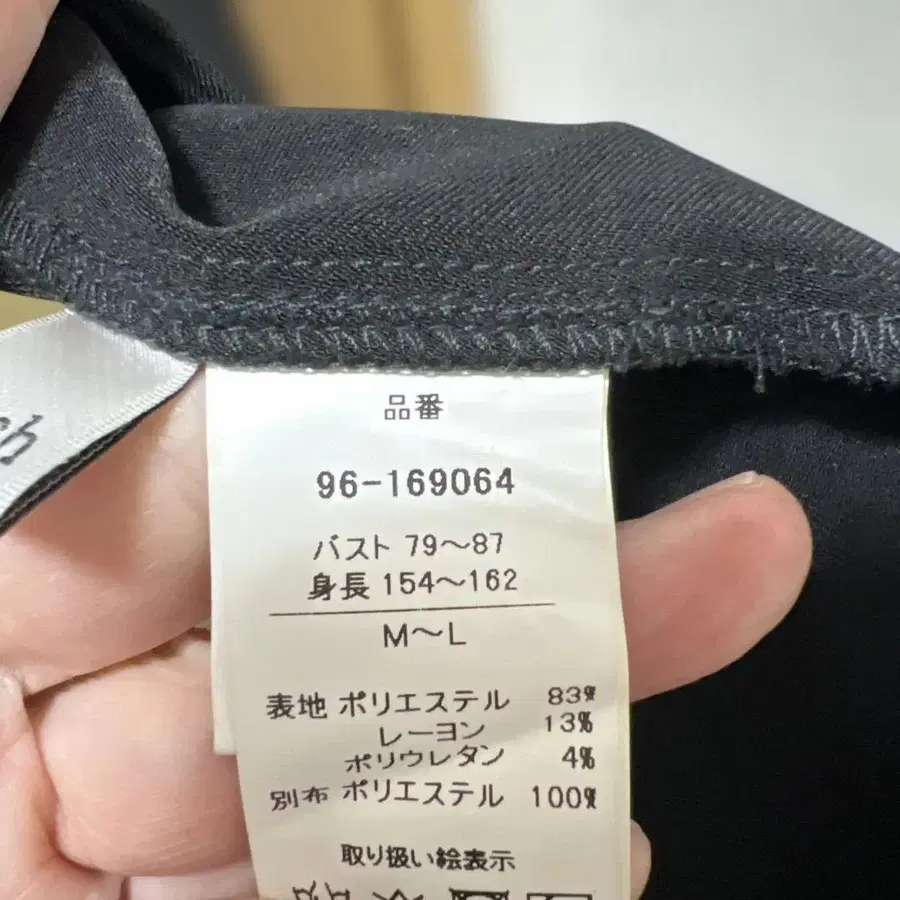 品番
96-169064
バスト 79～87
身長 154～162
M～L
表地 ポリエステル 83%
レーヨン 13%
ポリウレタン 4%
別布 ポリエステル 100%
取り扱い絵表示